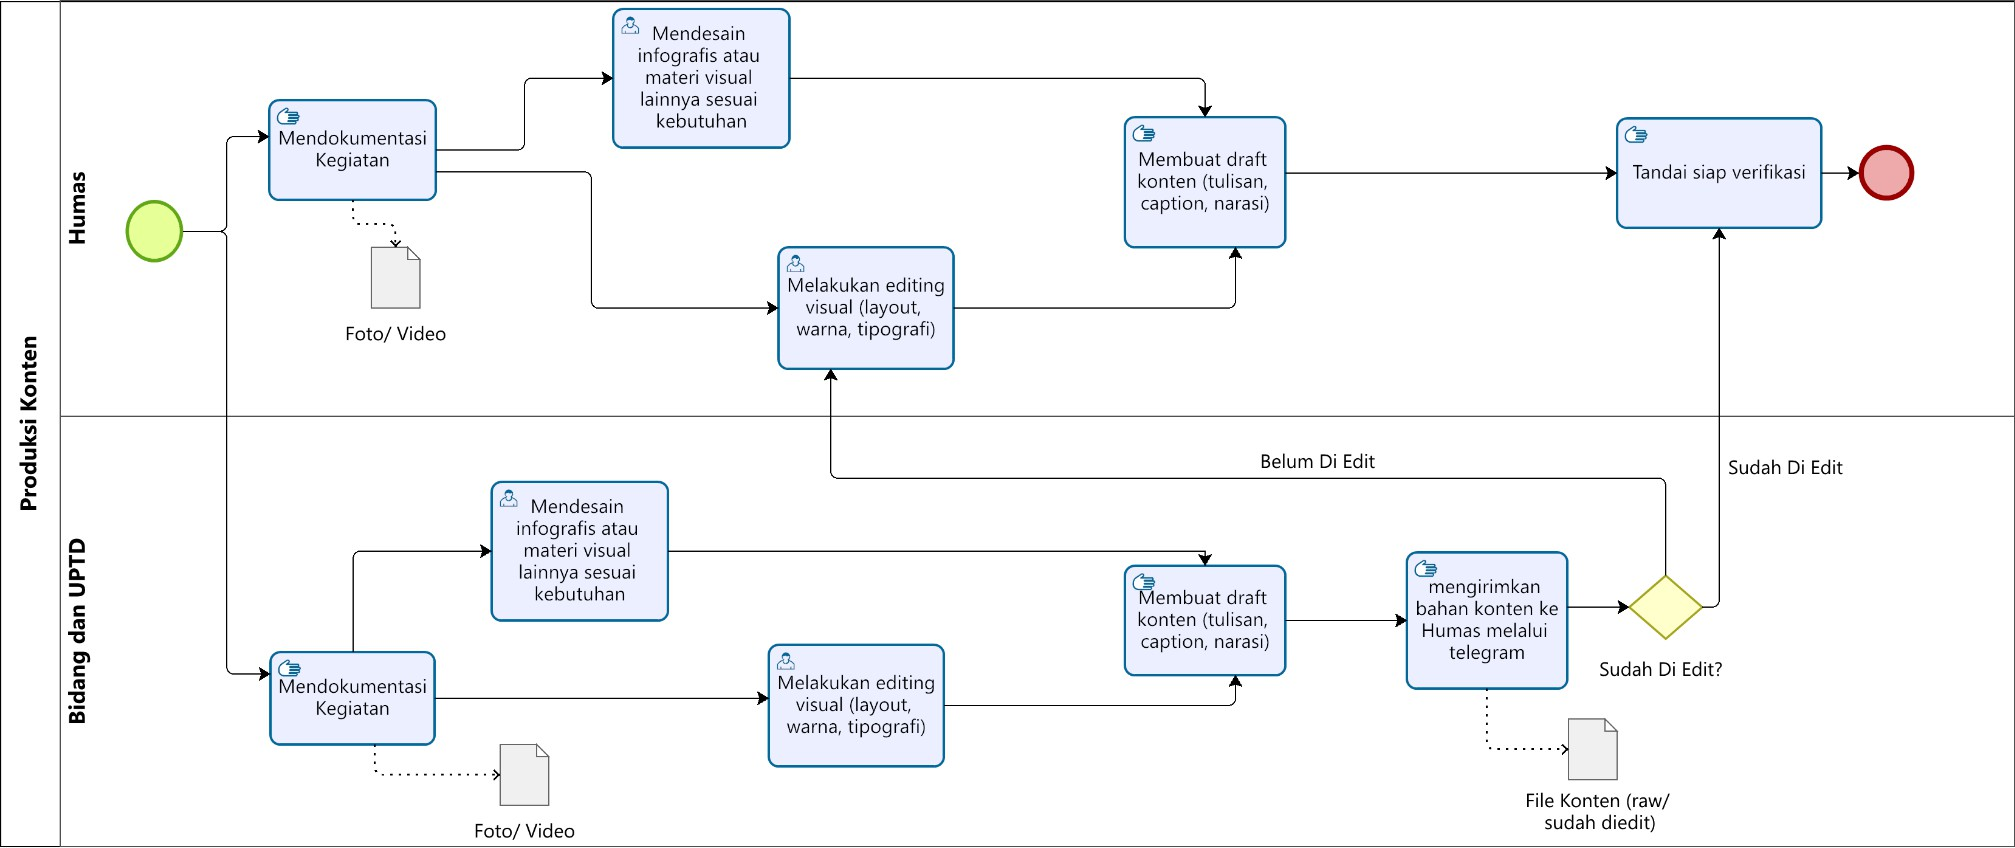 Produksi Konten
Humas
Mendokumentasi
Kegiatan
Foto/ Video
Mendesain
infografis atau
materi visual
lainnya sesuai
kebutuhan
Melakukan editing
visual (layout,
warna, tipografi)
Membuat draft
konten (tulisan,
caption, narasi)
Tandai siap verifikasi
Bidang dan UPTD
Mendokumentasi
Kegiatan
Foto/ Video
Mendesain
infografis atau
materi visual
lainnya sesuai
kebutuhan
Melakukan editing
visual (layout,
warna, tipografi)
Membuat draft
konten (tulisan,
caption, narasi)
mengirimkan
bahan konten ke
Humas melalui
telegram
File Konten (raw/
sudah diedit)
Sudah Di Edit?
Belum Di Edit
Sudah Di Edit